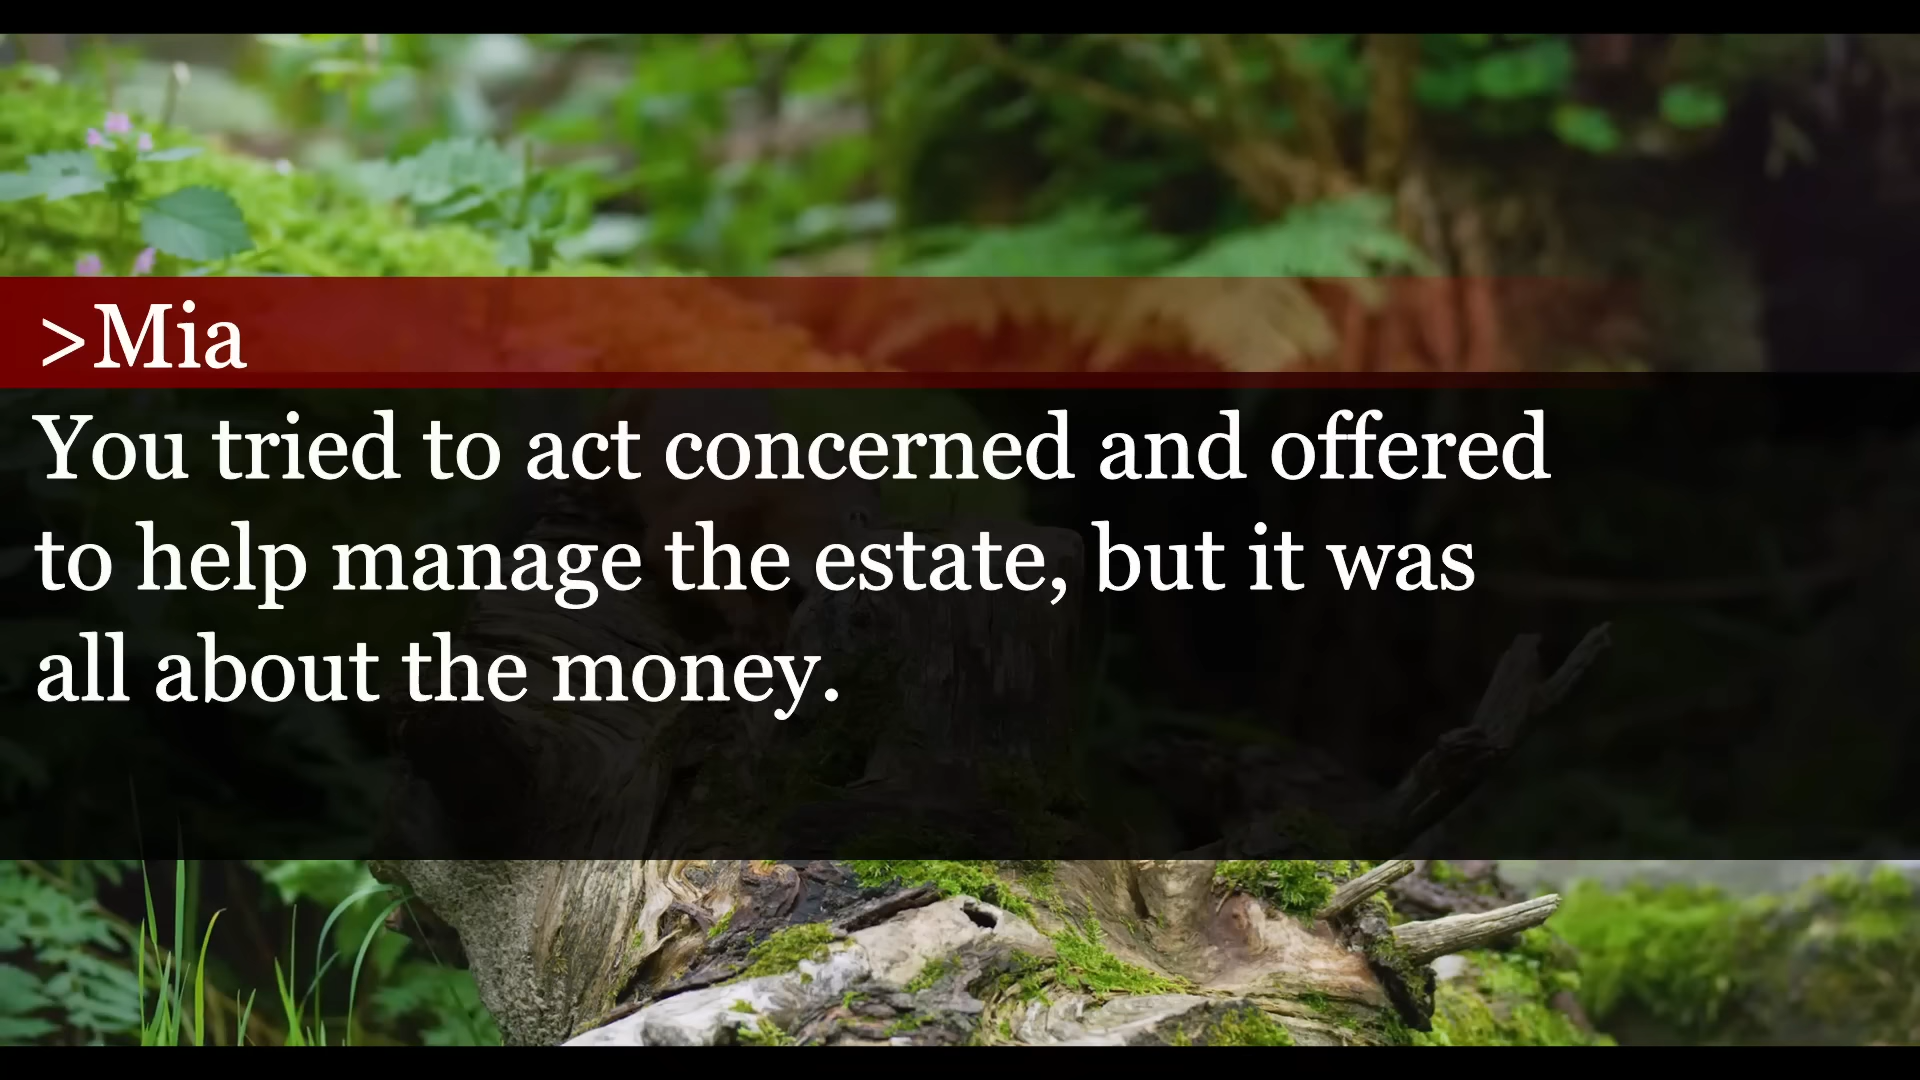 >Mia
You tried to act concerned and offered
to help manage the estate, but it was
all about the money.